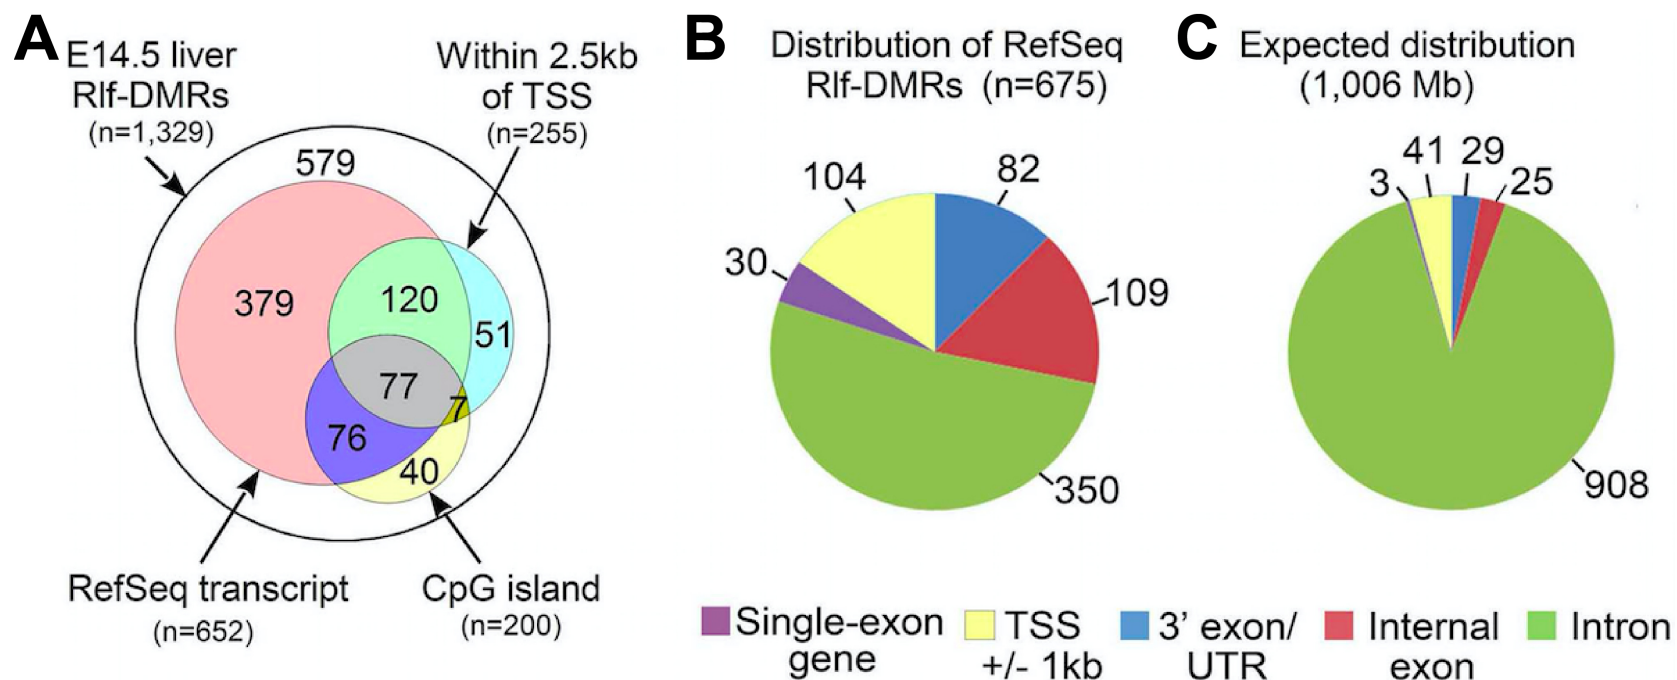 A
E14.5 liver
Rlf-DMRs
(n=1,329)
Within 2.5kb
of TSS
(n=255)
579
379
120
51
77
7
76
40
RefSeq transcript
(n=652)
CpG island
(n=200)
B
Distribution of RefSeq
Rlf-DMRs (n=675)
104
82
30
109
350
C
Expected distribution
(1,006 Mb)
3
41
29
25
908
Single-exon
gene
TSS
+/- 1kb
3’ exon/
UTR
Internal
exon
Intron